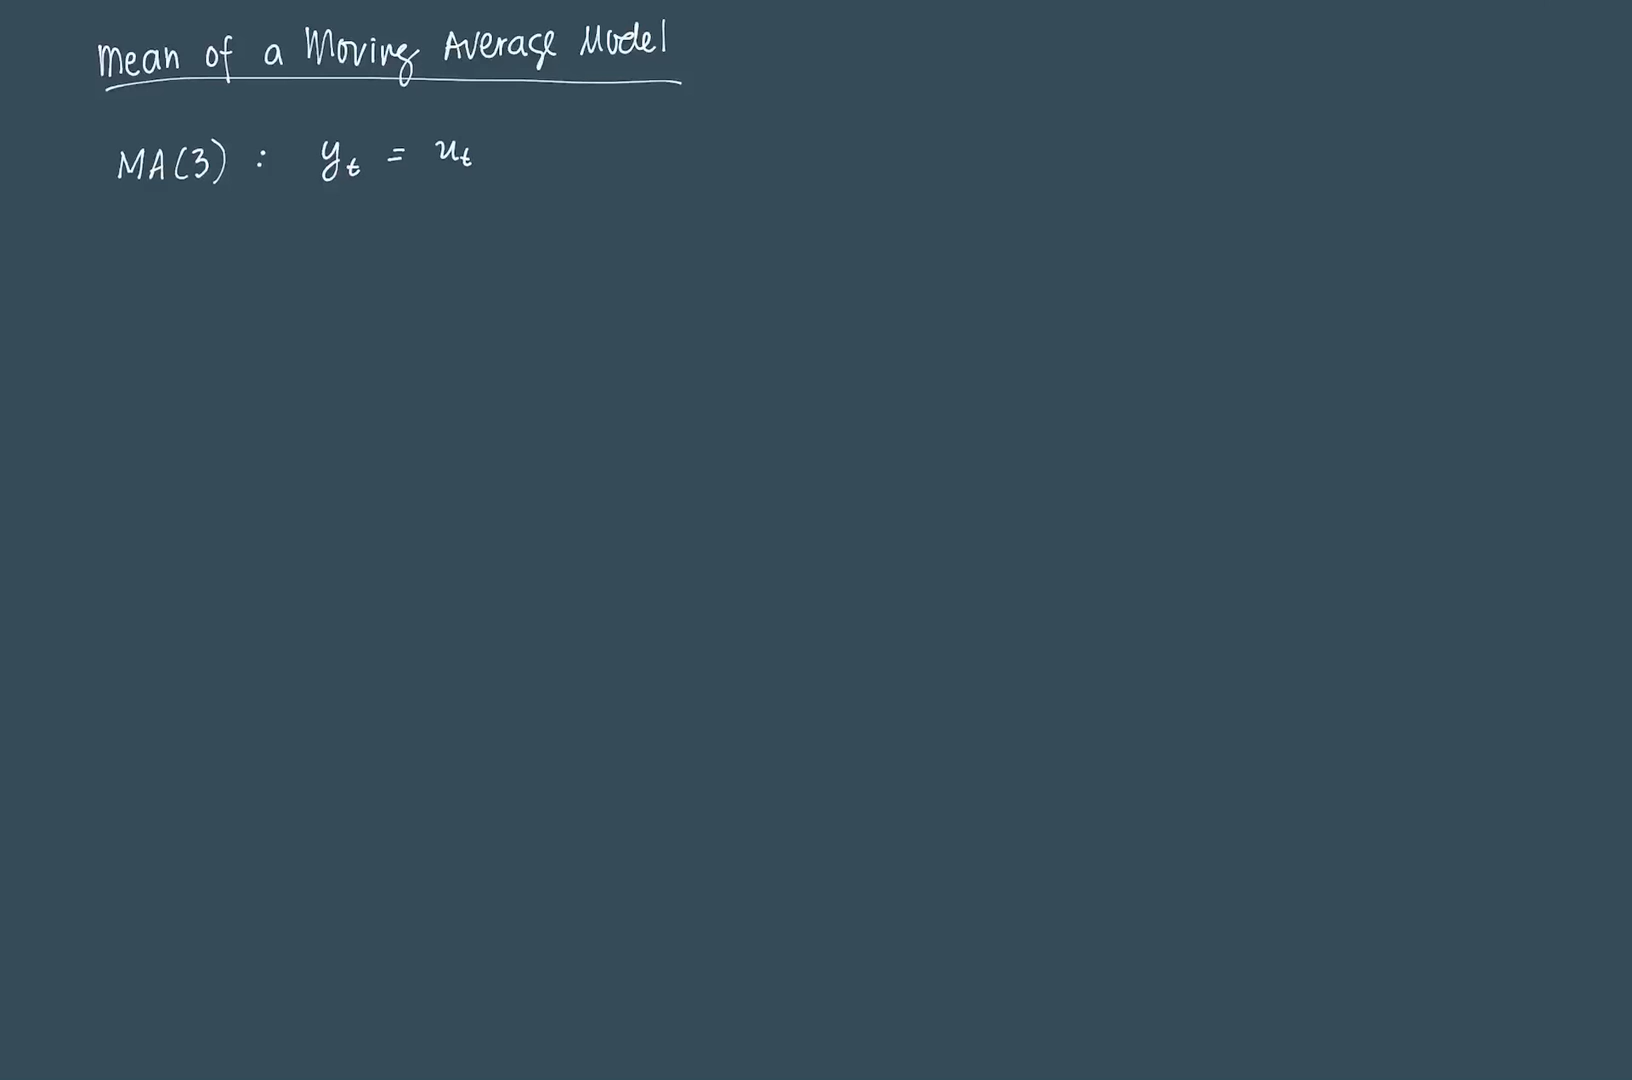 Mean of a Moving Average Model
MA(3) : yₜ = uₜ